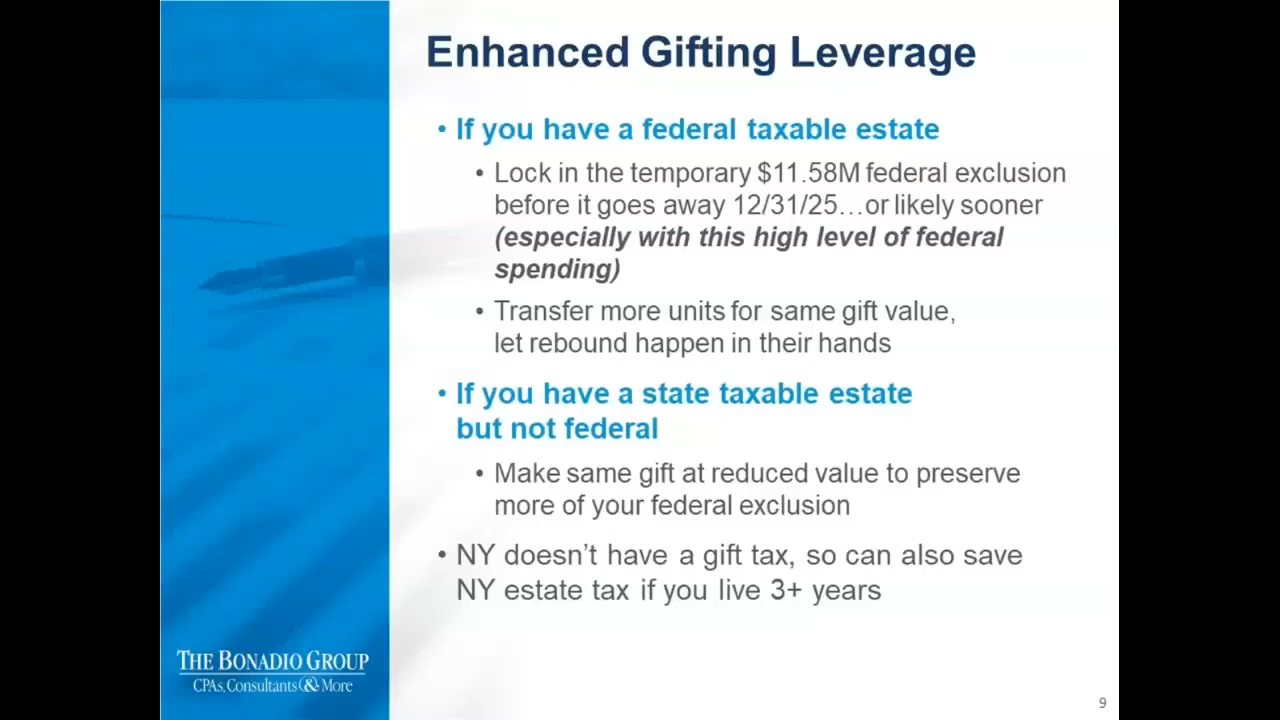 Enhanced Gifting Leverage
• If you have a federal taxable estate
• Lock in the temporary $11.58M federal exclusion
before it goes away 12/31/25…or likely sooner
(especially with this high level of federal
spending)
• Transfer more units for same gift value,
let rebound happen in their hands
• If you have a state taxable estate
but not federal
• Make same gift at reduced value to preserve
more of your federal exclusion
• NY doesn’t have a gift tax, so can also save
NY estate tax if you live 3+ years
THE BONADIO GROUP
CPAs, Consultants & More
9